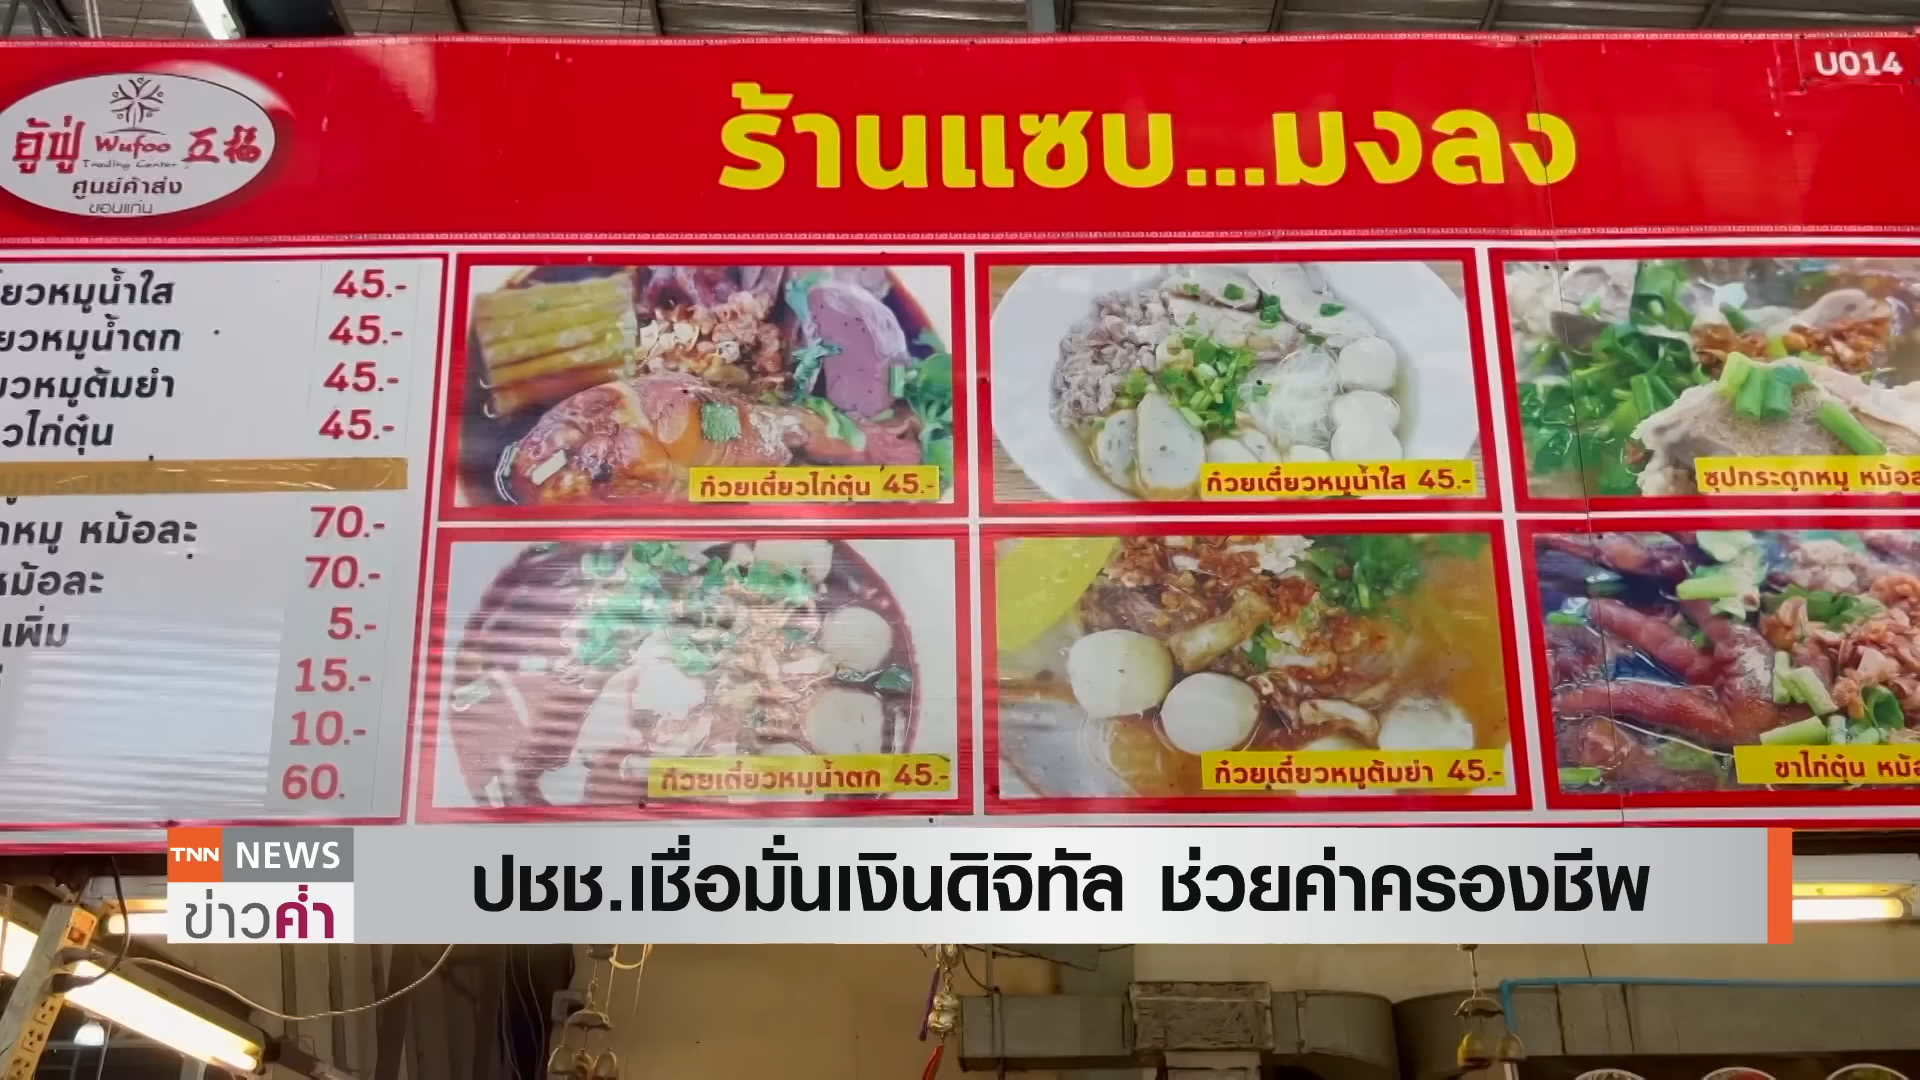 U014
ร้านแซบ...มงลง
อู้ฟู่ Wufoo 五福
Trading Center
ศูนย์ค้าส่ง
ขอนแก่น
ยวหมูน้ำใส 45.-
ยวหมูน้ำตก 45.-
วหมูต้มยำ 45.-
วไก่ตุ๋น 45.-
หมู หม้อละ 70.-
หม้อละ 70.-
เพิ่ม 5.-
15.-
10.-
60.
ก๋วยเตี๋ยวไก่ตุ๋น 45.-
ก๋วยเตี๋ยวหมูน้ำใส 45.-
ซุปกระดูกหมู หม้อล
ก๋วยเตี๋ยวหมูน้ำตก 45.-
ก๋วยเตี๋ยวหมูต้มยำ 45.-
ขาไก่ตุ๋น หม้อ
TNN NEWS
ข่าวค่ำ
ปชช.เชื่อมั่นเงินดิจิทัล ช่วยค่าครองชีพ